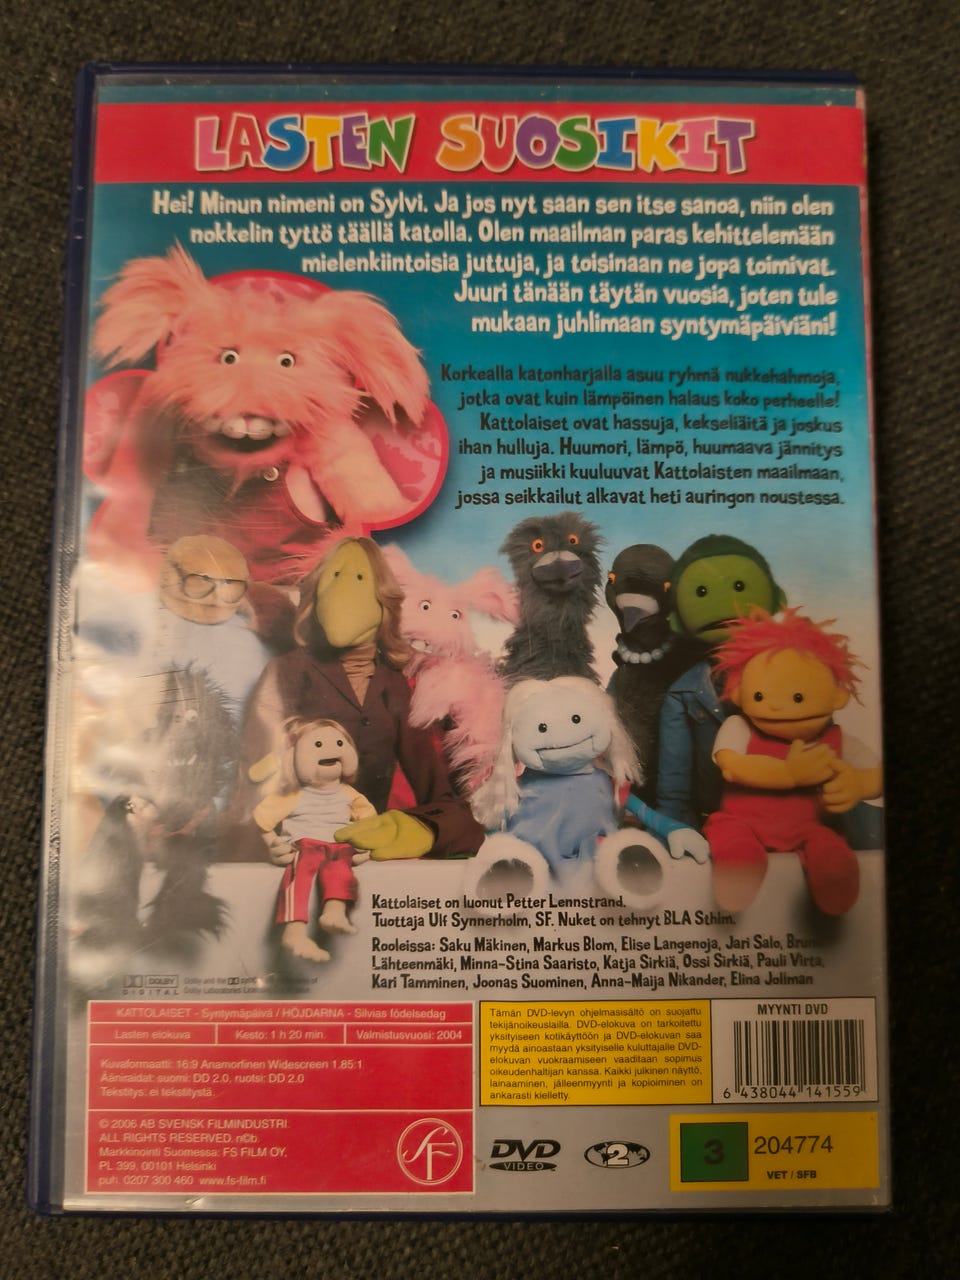 LASTEN SUOSIKIT
Hei! Minun nimeni on Sylvi. Ja jos nyt saan sen itse sanoa, niin olen
nokkelin tyttö täällä katolla. Olen maailman paras kehittelemään
mielenkiintoisia juttuja, ja toisinaan ne jopa toimivat.
Juuri tänään täytän vuosia, joten tule
mukaan juhlimaan syntymäpäiviäni!
Korkealla katonharjalla asuu ryhmä nukkehahmoja,
jotka ovat kuin lämpöinen halaus koko perheelle!
Kattolaiset ovat hassuja, kekseliäitä ja joskus
ihan hulluja. Huumori, lämpö, huumaava jännitys
ja musiikki kuuluuvat Kattolaisten maailmaan,
jossa seikkailut alkavat heti auringon noustessa.
Kattolaiset on luonut Petter Lennstrand.
Tuottaja Ulf Synnerholm, SF. Nuket on tehnyt BLA Sthlm.
Rooleissa: Saku Mäkinen, Markus Blom, Elise Langenoja, Jari Salo,
Lähteenmäki, Minna-Stina Saaristo, Katja Sirkiä, Ossi Sirkiä, Pauli Virta,
Kari Tamminen, Joonas Suominen, Anna-Maija Nikander, Elina Joliman
DOLBY
DIGITAL
Dolby and the
Dolby Laboratories
KATTOLAISET - Syntymäpäivä / HÖJDARNA - Silvias födelsedag
Lasten elokuva
Kesto: 1 h 20 min.
Valmistusvuosi: 2004
Kuvaformaatti: 16:9 Anamorfinen Widescreen 1.85:1
Ääniraidat: suomi: DD 2.0, ruotsi: DD 2.0
Tekstitys: ei tekstitystä.
© 2006 AB SVENSK FILMINDUSTRI.
ALL RIGHTS RESERVED. n©b.
Markkinointi Suomessa: FS FILM OY,
PL 399, 00101 Helsinki
puh. 0207 300 460 www.fs-film.fi
SF
Tämän DVD-levyn ohjelmasisältö on suojattu
tekijänoikeuslailla. DVD-elokuva on tarkoitettu
yksityiseen kotikäyttöön ja DVD-elokuvan saa
myydä ainoastaan yksityiselle kuluttajalle DVD-
elokuvan vuokraamiseen vaaditaan sopimus
oikeudenhaltijan kanssa. Kaikki julkinen näyttö,
lainaaminen, jälleenmyynti ja kopioiminen on
ankarasti kielletty.
MYYNTI DVD
6 438044 141559
DVD
VIDEO
2
3
204774
VET / SFB